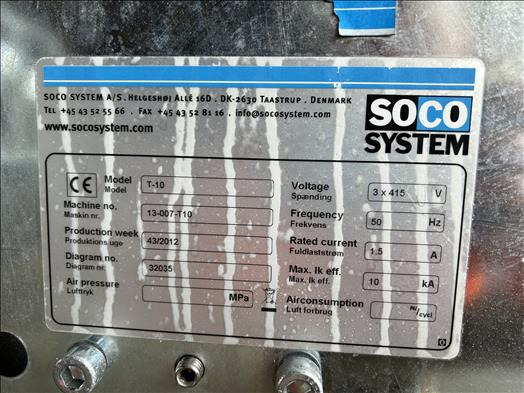 SOCO SYSTEM A/S . HELGESHØJ ALLÉ 16D . DK-2630 TAASTRUP . DENMARK
TEL +45 43 52 55 66 . FAX +45 43 52 81 16 . info@socosystem.com
www.socosystem.com
SOCO
SYSTEM
CE
Model
Model
T-10
Machine no.
Maskin nr.
13-007-T10
Production week
Produktions uge
43/2012
Diagram no.
Diagram nr.
32035
Air pressure
Lufttryk
MPa
Voltage
Spænding
3 x 415 V
Frequency
Frekvens
50 Hz
Rated current
Fuldlaststrøm
1.5 A
Max. Ik eff.
Max. Ik eff.
10 kA
Airconsumption
Luft forbrug
Nl/cycl